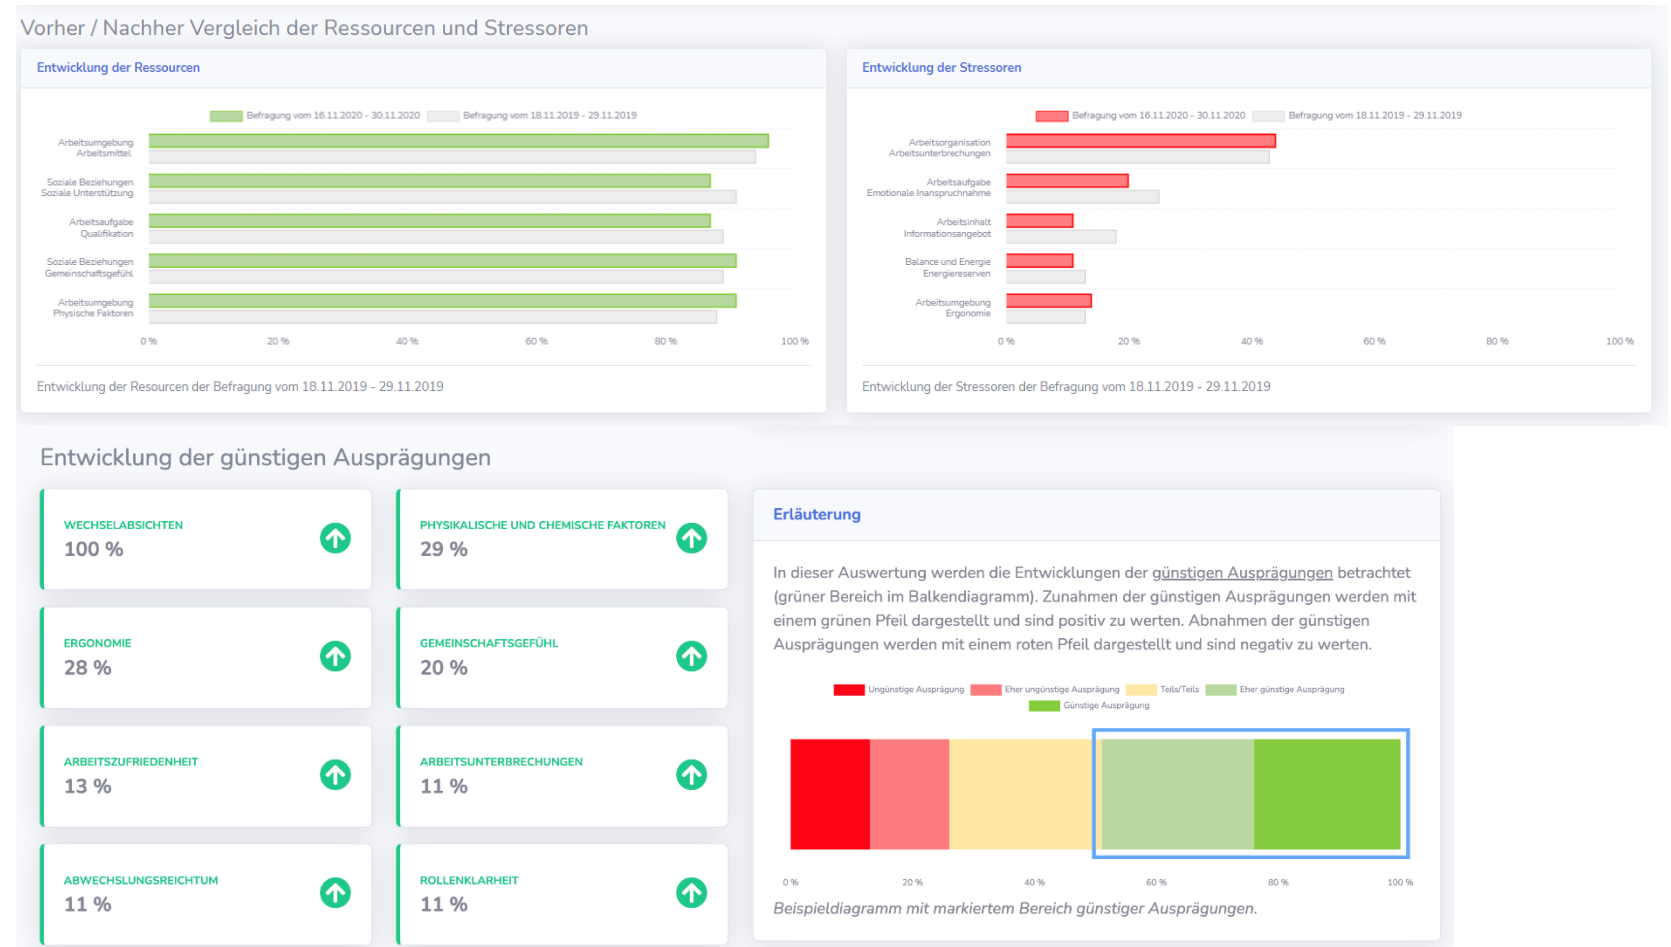 Vorher / Nachher Vergleich der Ressourcen und Stressoren
Entwicklung der Ressourcen
Befragung vom 16.11.2020 - 30.11.2020 Befragung vom 18.11.2019 - 29.11.2019
Arbeitsumgebung
Arbeitsmittel
Soziale Beziehungen
Soziale Unterstützung
Arbeitsaufgabe
Qualifikation
Soziale Beziehungen
Gemeinschaftsgefühl
Arbeitsumgebung
Physische Faktoren
0 % 20 % 40 % 60 % 80 % 100 %
Entwicklung der Resourcen der Befragung vom 18.11.2019 - 29.11.2019
Entwicklung der Stressoren
Befragung vom 16.11.2020 - 30.11.2020 Befragung vom 18.11.2019 - 29.11.2019
Arbeitsorganisation
Arbeitsunterbrechungen
Arbeitsaufgabe
Emotionale Inanspruchnahme
Arbeitsinhalt
Informationsangebot
Balance und Energie
Energiereserven
Arbeitsumgebung
Ergonomie
0 % 20 % 40 % 60 % 80 % 100 %
Entwicklung der Stressoren der Befragung vom 18.11.2019 - 29.11.2019
Entwicklung der günstigen Ausprägungen
WECHSELABSICHTEN
100 %
PHYSIKALISCHE UND CHEMISCHE FAKTOREN
29 %
ERGONOMIE
28 %
GEMEINSCHAFTSGEFÜHL
20 %
ARBEITSZUFRIEDENHEIT
13 %
ARBEITSUNTERBRECHUNGEN
11 %
ABWECHSLUNGSREICHTUM
11 %
ROLLENKLARHEIT
11 %
Erläuterung
In dieser Auswertung werden die Entwicklungen der günstigen Ausprägungen betrachtet
(grüner Bereich im Balkendiagramm). Zunahmen der günstigen Ausprägungen werden mit
einem grünen Pfeil dargestellt und sind positiv zu werten. Abnahmen der günstigen
Ausprägungen werden mit einem roten Pfeil dargestellt und sind negativ zu werten.
Ungünstige Ausprägung Eher ungünstige Ausprägung Teils/Teils Eher günstige Ausprägung
Günstige Ausprägung
0 % 20 % 40 % 60 % 80 % 100 %
Beispieldiagramm mit markiertem Bereich günstiger Ausprägungen.